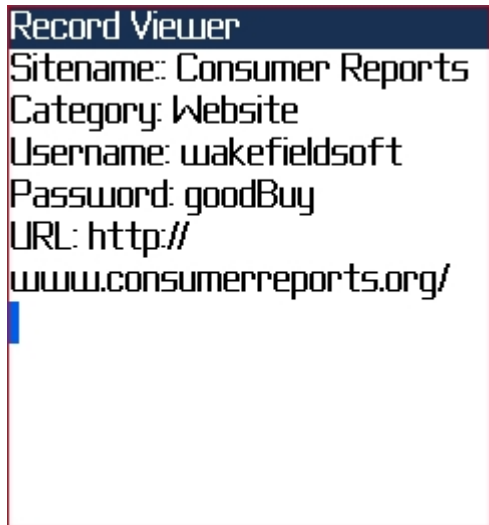 Record Viewer
Sitename:: Consumer Reports
Category: Website
Username: wakefieldsoft
Password: goodBuy
URL: http://
www.consumerreports.org/